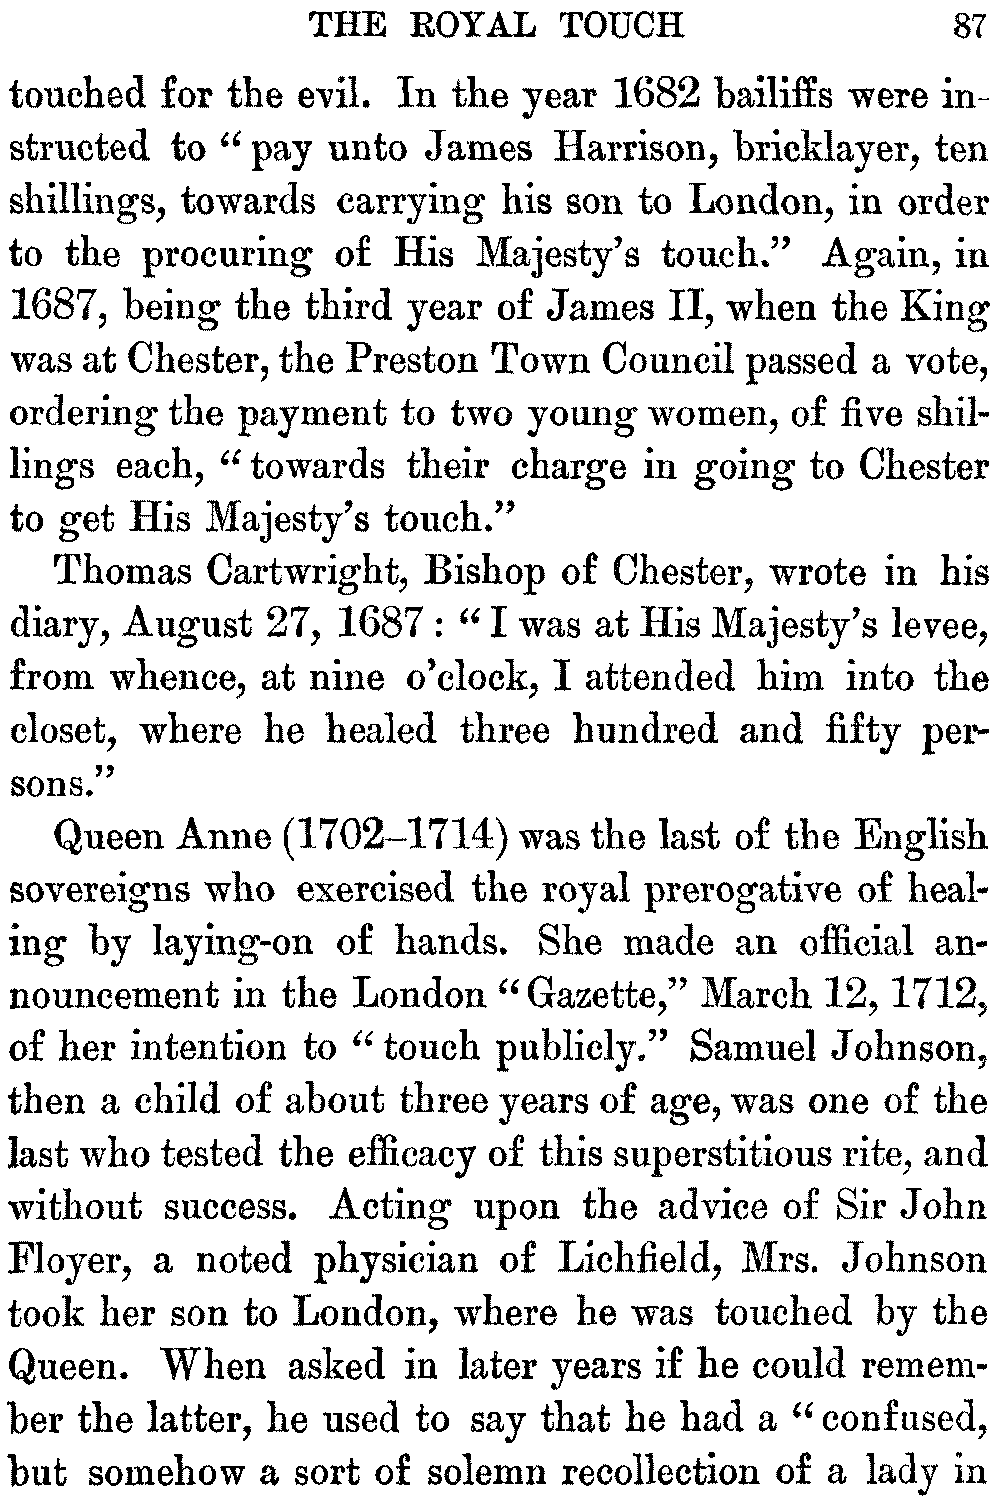 THE ROYAL TOUCH 87
touched for the evil. In the year 1682 bailiffs were in-
structed to “pay unto James Harrison, bricklayer, ten
shillings, towards carrying his son to London, in order
to the procuring of His Majesty’s touch.” Again, in
1687, being the third year of James II, when the King
was at Chester, the Preston Town Council passed a vote,
ordering the payment to two young women, of five shil-
lings each, “towards their charge in going to Chester
to get His Majesty’s touch.”
Thomas Cartwright, Bishop of Chester, wrote in his
diary, August 27, 1687: “I was at His Majesty’s levee,
from whence, at nine o’clock, I attended him into the
closet, where he healed three hundred and fifty per-
sons.”
Queen Anne (1702–1714) was the last of the English
sovereigns who exercised the royal prerogative of heal-
ing by laying-on of hands. She made an official an-
nouncement in the London “Gazette,” March 12, 1712,
of her intention to “touch publicly.” Samuel Johnson,
then a child of about three years of age, was one of the
last who tested the efficacy of this superstitious rite, and
without success. Acting upon the advice of Sir John
Floyer, a noted physician of Lichfield, Mrs. Johnson
took her son to London, where he was touched by the
Queen. When asked in later years if he could remem-
ber the latter, he used to say that he had a “confused,
but somehow a sort of solemn recollection of a lady in